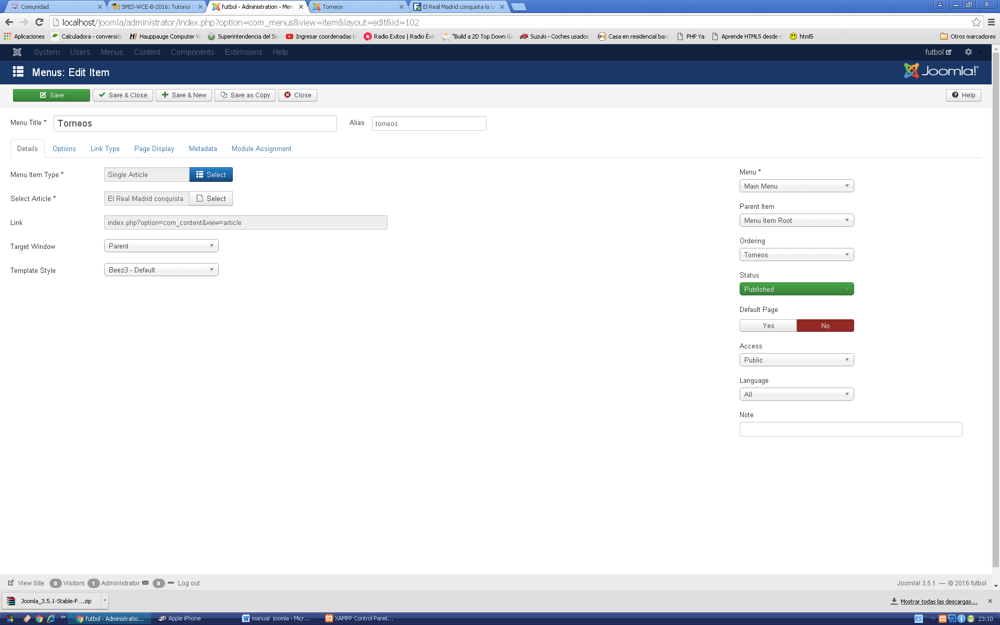 Comunidad
SMIS-WCE-B-2016: Tutorial
futbol - Administration - Men
Torneos
El Real Madrid conquista la u
localhost/joomla/administrator/index.php?option=com_menus&view=item&layout=edit&id=102
Aplicaciones
Calculadora - conversión
Hauppauge Computer W
Superintendencia del Sis
Ingresar coordenadas U
Radio Exitos | Radio Éxit
"Build a 2D Top Down Ga
Suzuki - Coches usados
Casa en residencial barc
PHP Ya
Aprende HTML5 desde c
html5
Otros marcadores
System Users Menus Content Components Extensions Help
futbol
Menus: Edit Item
Joomla!®
Save
Save & Close
Save & New
Save as Copy
Close
Help
Menu Title * Torneos
Alias torneos
Details Options Link Type Page Display Metadata Module Assignment
Menu Item Type * Single Article Select
Select Article * El Real Madrid conquista Select
Link index.php?option=com_content&view=article
Target Window Parent
Template Style Beez3 - Default
Menu *
Main Menu
Parent Item
Menu Item Root
Ordering
Torneos
Status
Published
Default Page
Yes No
Access
Public
Language
All
Note
View Site 0 Visitors 1 Administrator 0 Log out
Joomla! 3.5.1 — © 2016 futbol
Joomla_3.5.1-Stable-F....zip
Mostrar todas las descargas...
futbol - Administratio...
Apple iPhone
manual joomla - Micr...
XAMPP Control Panel...
ES
23:10